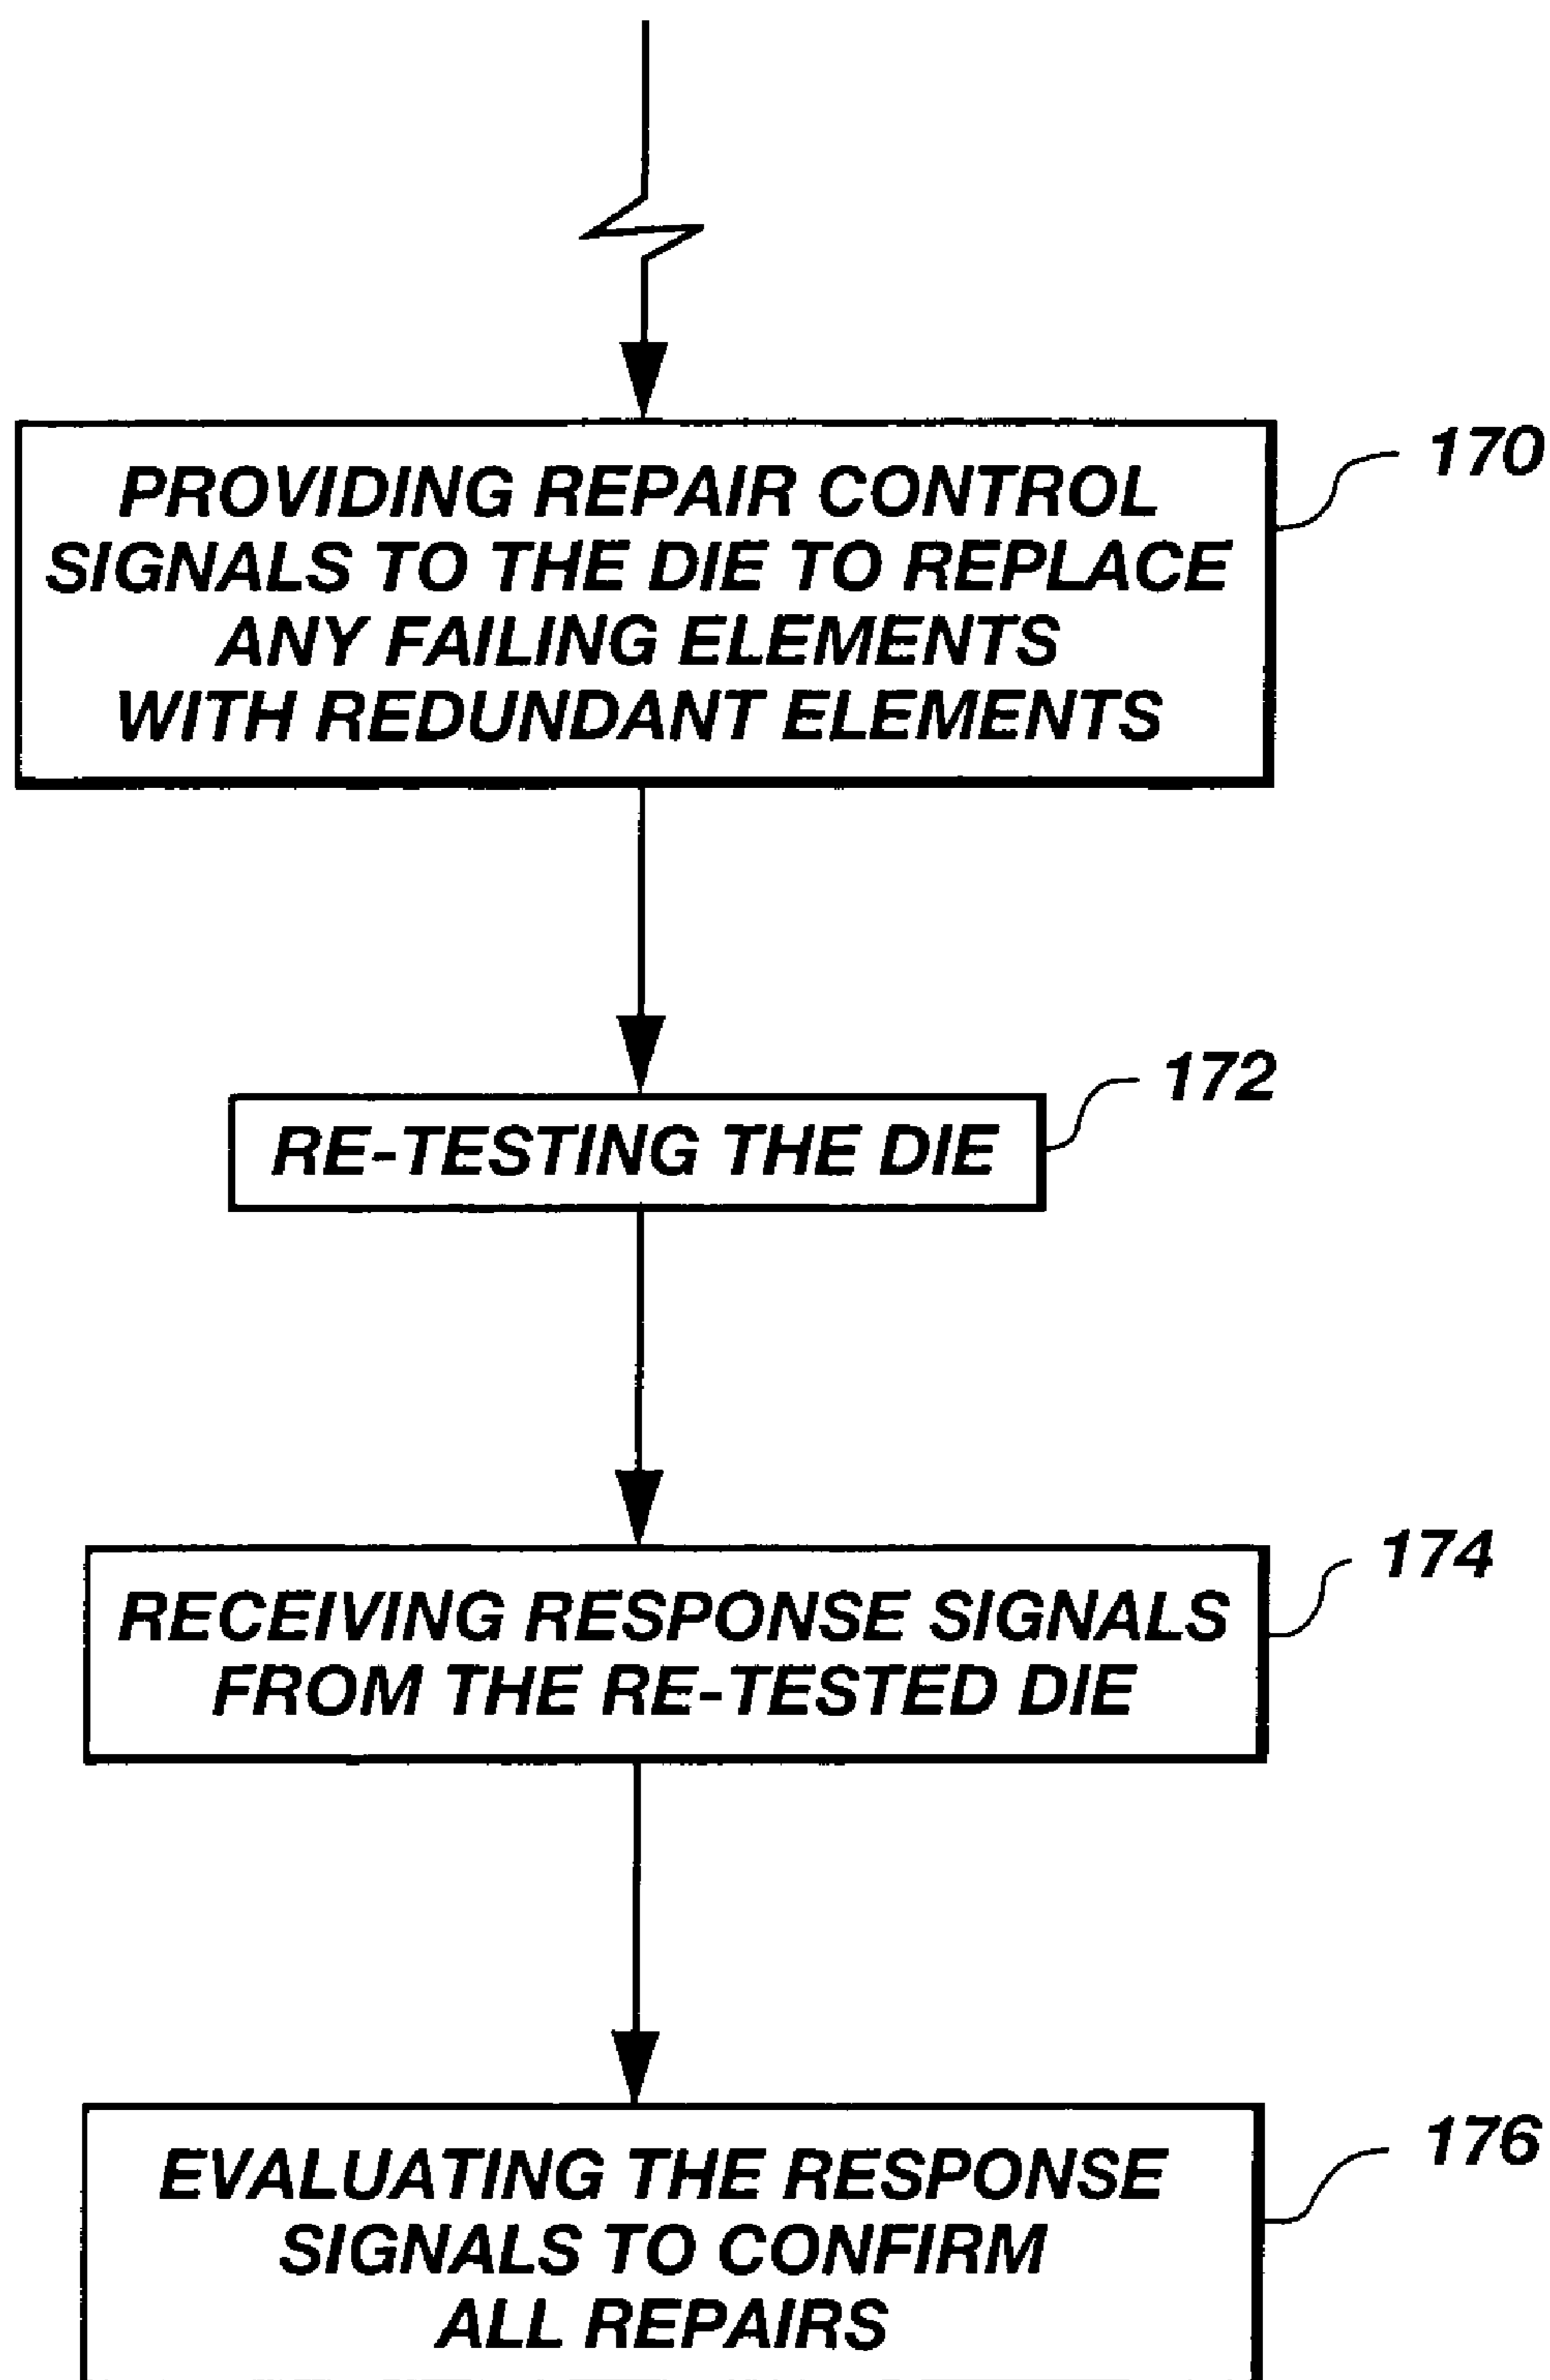 170
PROVIDING REPAIR CONTROL
SIGNALS TO THE DIE TO REPLACE
ANY FAILING ELEMENTS
WITH REDUNDANT ELEMENTS
172
RE-TESTING THE DIE
174
RECEIVING RESPONSE SIGNALS
FROM THE RE-TESTED DIE
176
EVALUATING THE RESPONSE
SIGNALS TO CONFIRM
ALL REPAIRS